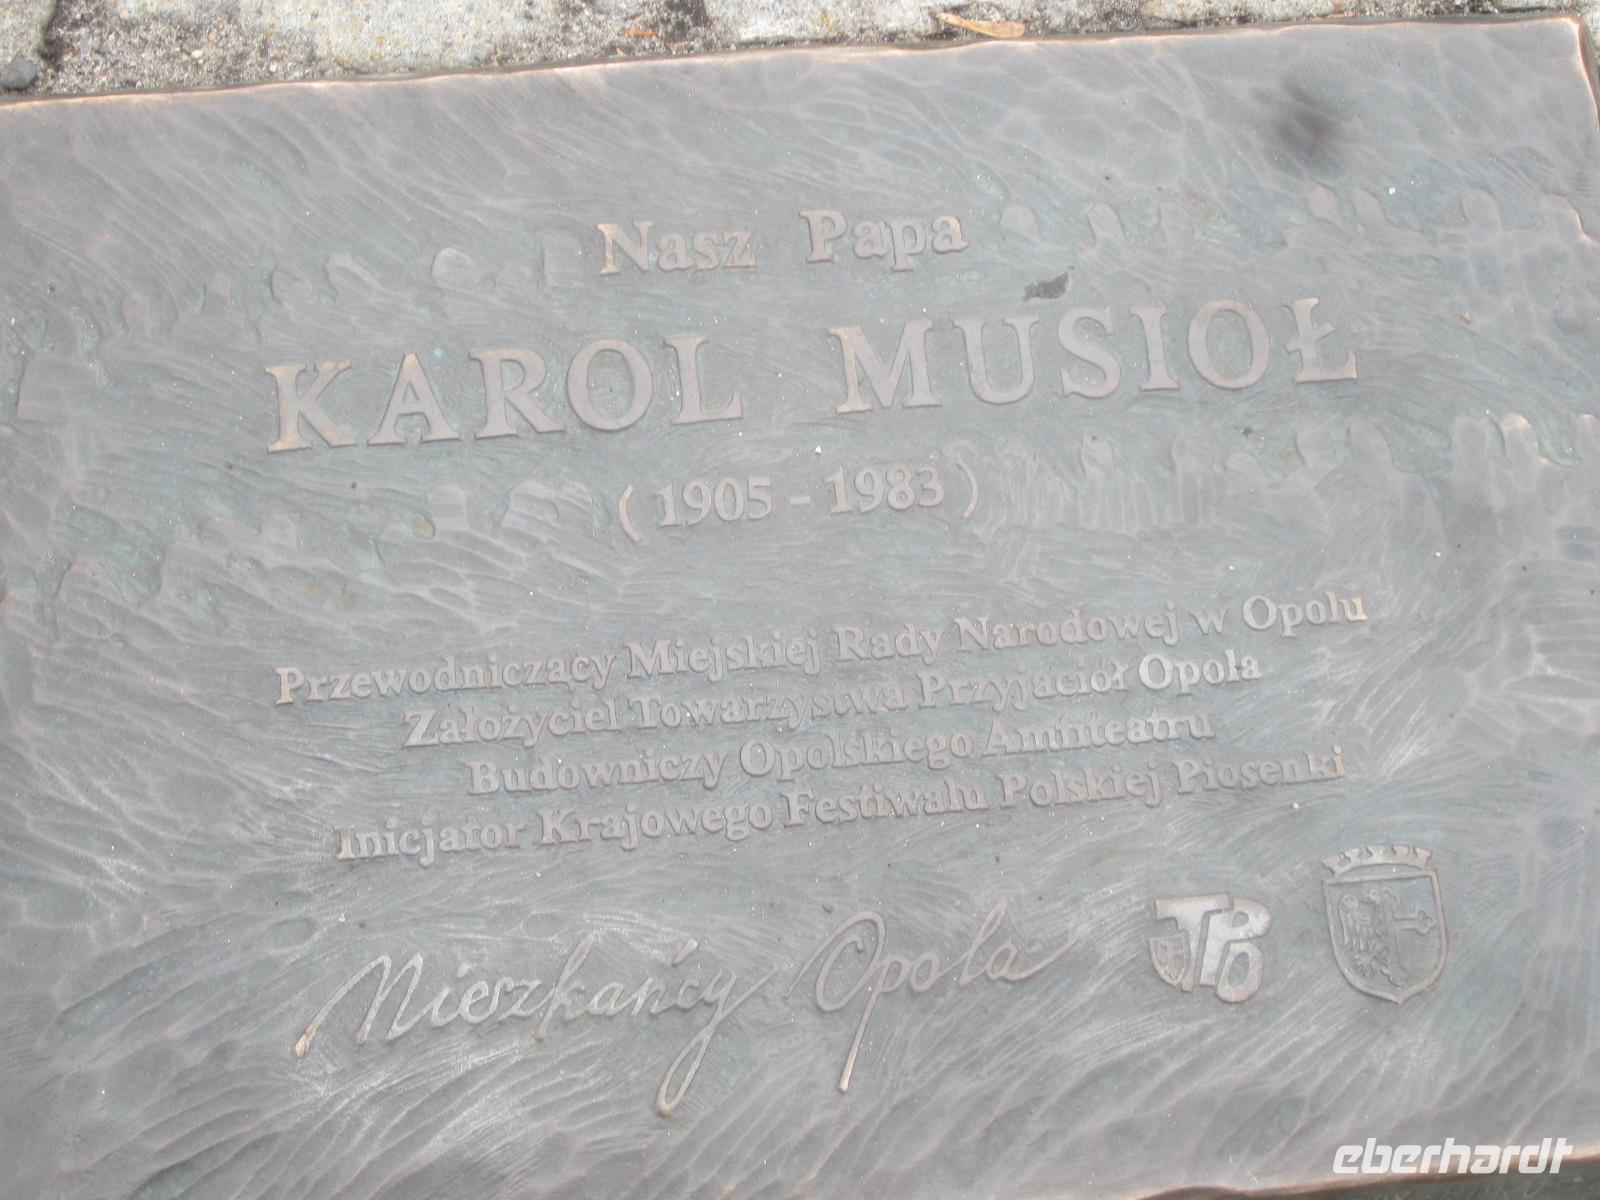 Nasz Papa
KAROL MUSIOŁ
( 1905 - 1983 )
Przewodniczący Miejskiej Rady Narodowej w Opolu
Założyciel Towarzystwa Przyjaciół Opola
Budowniczy Opolskiego Amfiteatru
Inicjator Krajowego Festiwalu Polskiej Piosenki
Mieszkańcy Opola
TPO
eberhardt